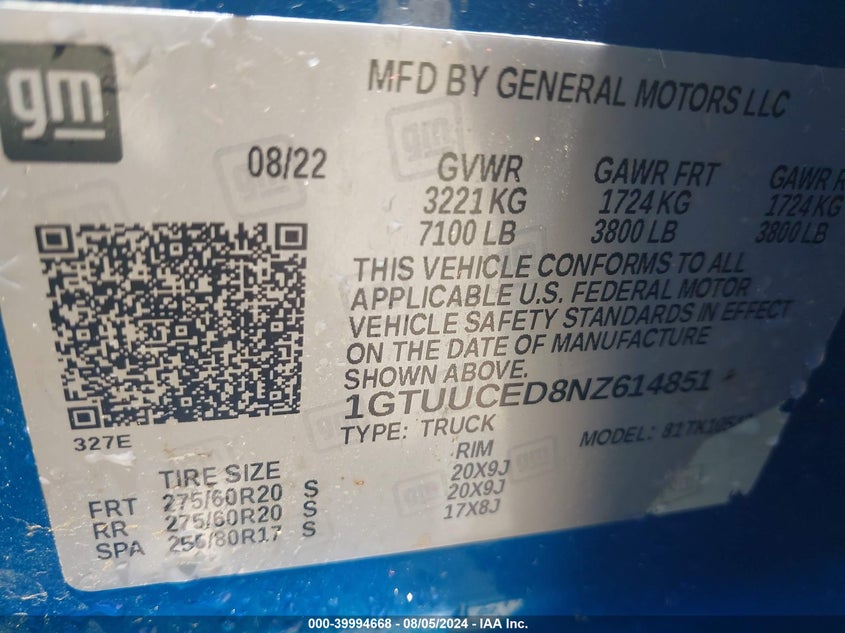 gm
MFD BY GENERAL MOTORS LLC
08/22
GVWR GAWR FRT GAWR
3221 KG 1724 KG 1724 KG
7100 LB 3800 LB 3800 LB
THIS VEHICLE CONFORMS TO ALL
APPLICABLE U.S. FEDERAL MOTOR
VEHICLE SAFETY STANDARDS IN EFFECT
ON THE DATE OF MANUFACTURE
SHOWN ABOVE.
1GTUUCED8NZ614851
327E
TYPE: TRUCK MODEL:
TIRE SIZE RIM
FRT 275/60R20 S 20X9J
RR 275/60R20 S 20X9J
SPA 255/80R17 S 17X8J
000-39994668 - 08/05/2024 - IAA Inc.